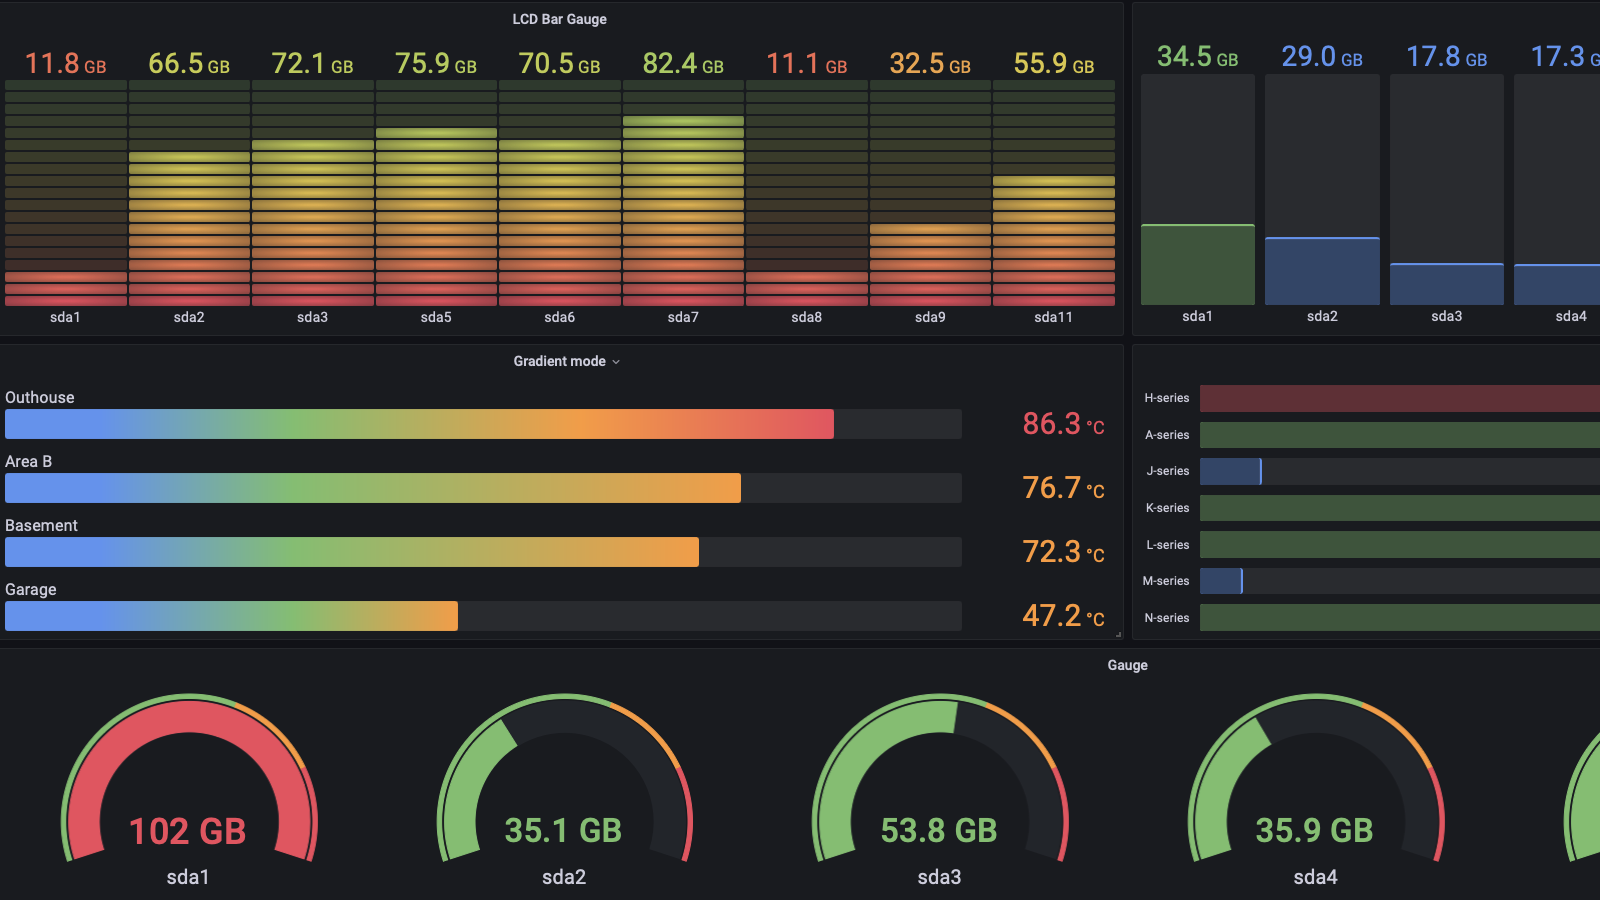 LCD Bar Gauge
11.8 GB 66.5 GB 72.1 GB 75.9 GB 70.5 GB 82.4 GB 11.1 GB 32.5 GB 55.9 GB
sda1 sda2 sda3 sda5 sda6 sda7 sda8 sda9 sda11
34.5 GB 29.0 GB 17.8 GB 17.3 G
sda1 sda2 sda3 sda4
Gradient mode
Outhouse
86.3 °C
Area B
76.7 °C
Basement
72.3 °C
Garage
47.2 °C
H-series
A-series
J-series
K-series
L-series
M-series
N-series
Gauge
102 GB 35.1 GB 53.8 GB 35.9 GB
sda1 sda2 sda3 sda4